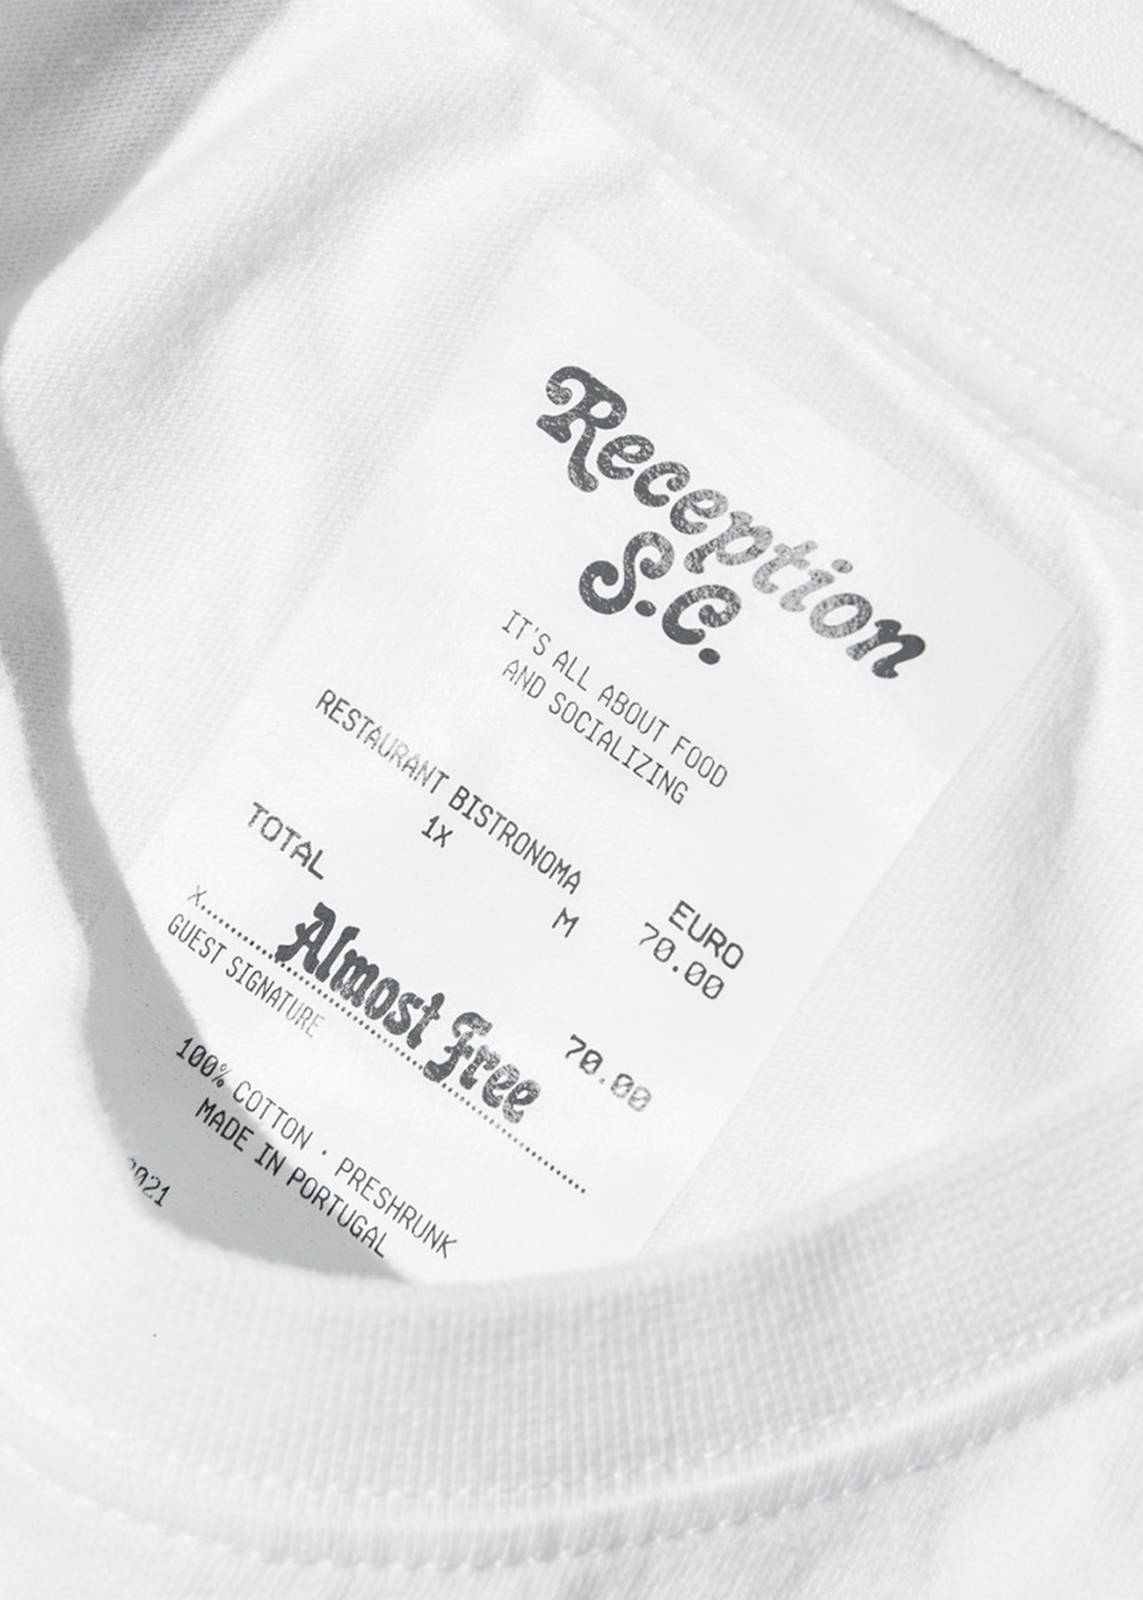 Reception
S.C.
IT'S ALL ABOUT FOOD
AND SOCIALIZING
EURO
RESTAURANT BISTRONOMA 70.00
1X M
TOTAL 70.00
X Almost Free
GUEST SIGNATURE
100% COTTON · PRESHRUNK
MADE IN PORTUGAL
2021